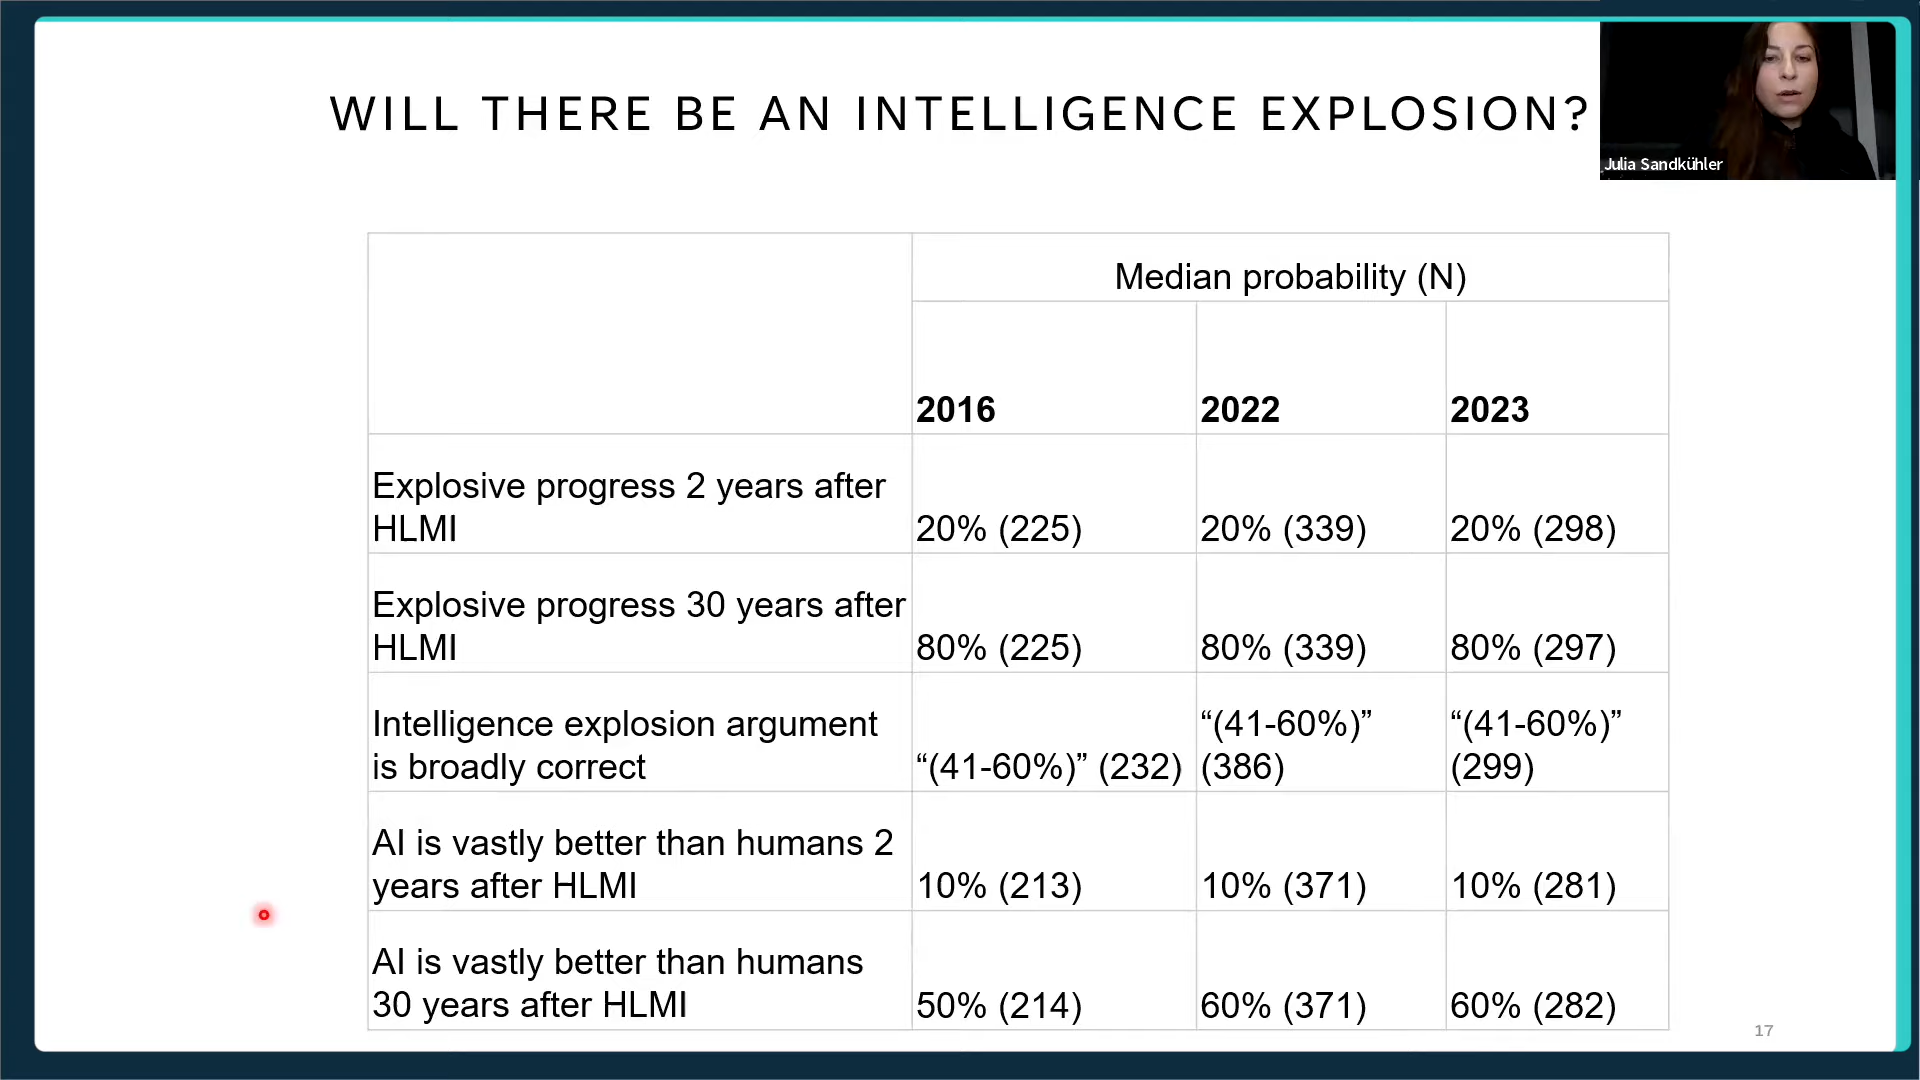 WILL THERE BE AN INTELLIGENCE EXPLOSION?
Julia Sandkühler
Median probability (N)
2016 2022 2023
Explosive progress 2 years after
HLMI 20% (225) 20% (339) 20% (298)
Explosive progress 30 years after
HLMI 80% (225) 80% (339) 80% (297)
Intelligence explosion argument “(41-60%)” “(41-60%)”
is broadly correct “(41-60%)” (232) (386) (299)
AI is vastly better than humans 2
years after HLMI 10% (213) 10% (371) 10% (281)
AI is vastly better than humans
30 years after HLMI 50% (214) 60% (371) 60% (282)
17